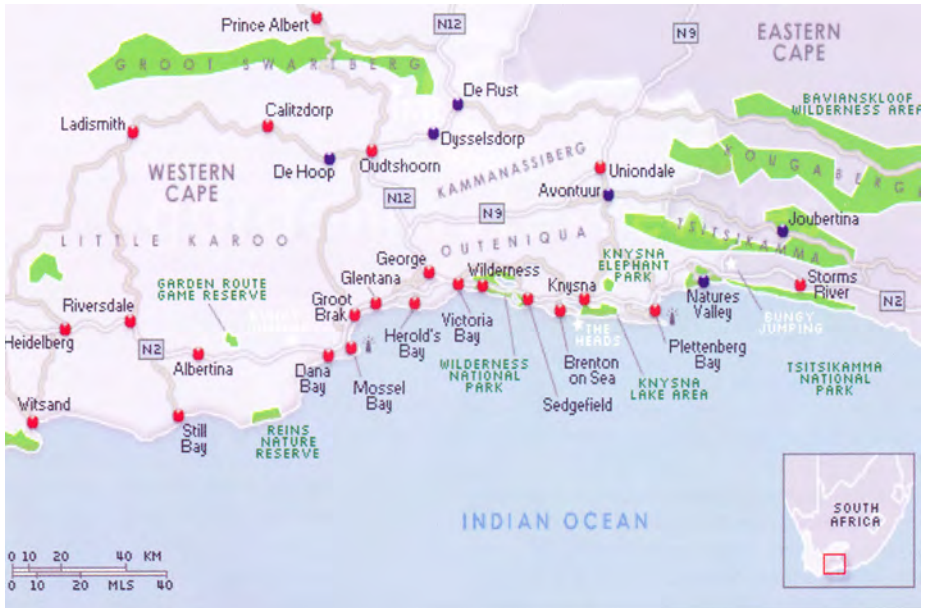 Prince Albert
N12
N9
EASTERN
CAPE
GROOT SWARTBERG
De Rust
BAVIANSKLOOF
WILDERNESS AREA
Ladismith
Calitzdorp
Dysselsdorp
De Hoop
Oudtshoorn
KAMMANASSIBERG
Uniondale
KOUGABERGE
WESTERN
CAPE
N12
N9
Avontuur
Joubertina
LITTLE KAROO
OUTENIQUA
TSITSIKAMMA
George
Wilderness
KNYSNA
ELEPHANT
PARK
GARDEN ROUTE
GAME RESERVE
Glentana
Knysna
Natures
Valley
Storms
River
N2
Riversdale
Groot
Brak
Heidelberg
N2
Albertina
Dana
Bay
Mossel
Bay
Herold's
Bay
Victoria
Bay
WILDERNESS
NATIONAL
PARK
THE
HEADS
Brenton
on Sea
Sedgefield
KNYSNA
LAKE AREA
Plettenberg
Bay
BUNGY
JUMPING
TSITSIKAMMA
NATIONAL
PARK
Witsand
Still
Bay
REINS
NATURE
RESERVE
INDIAN OCEAN
SOUTH
AFRICA
0 10 20 40 KM
0 10 20 MLS 40